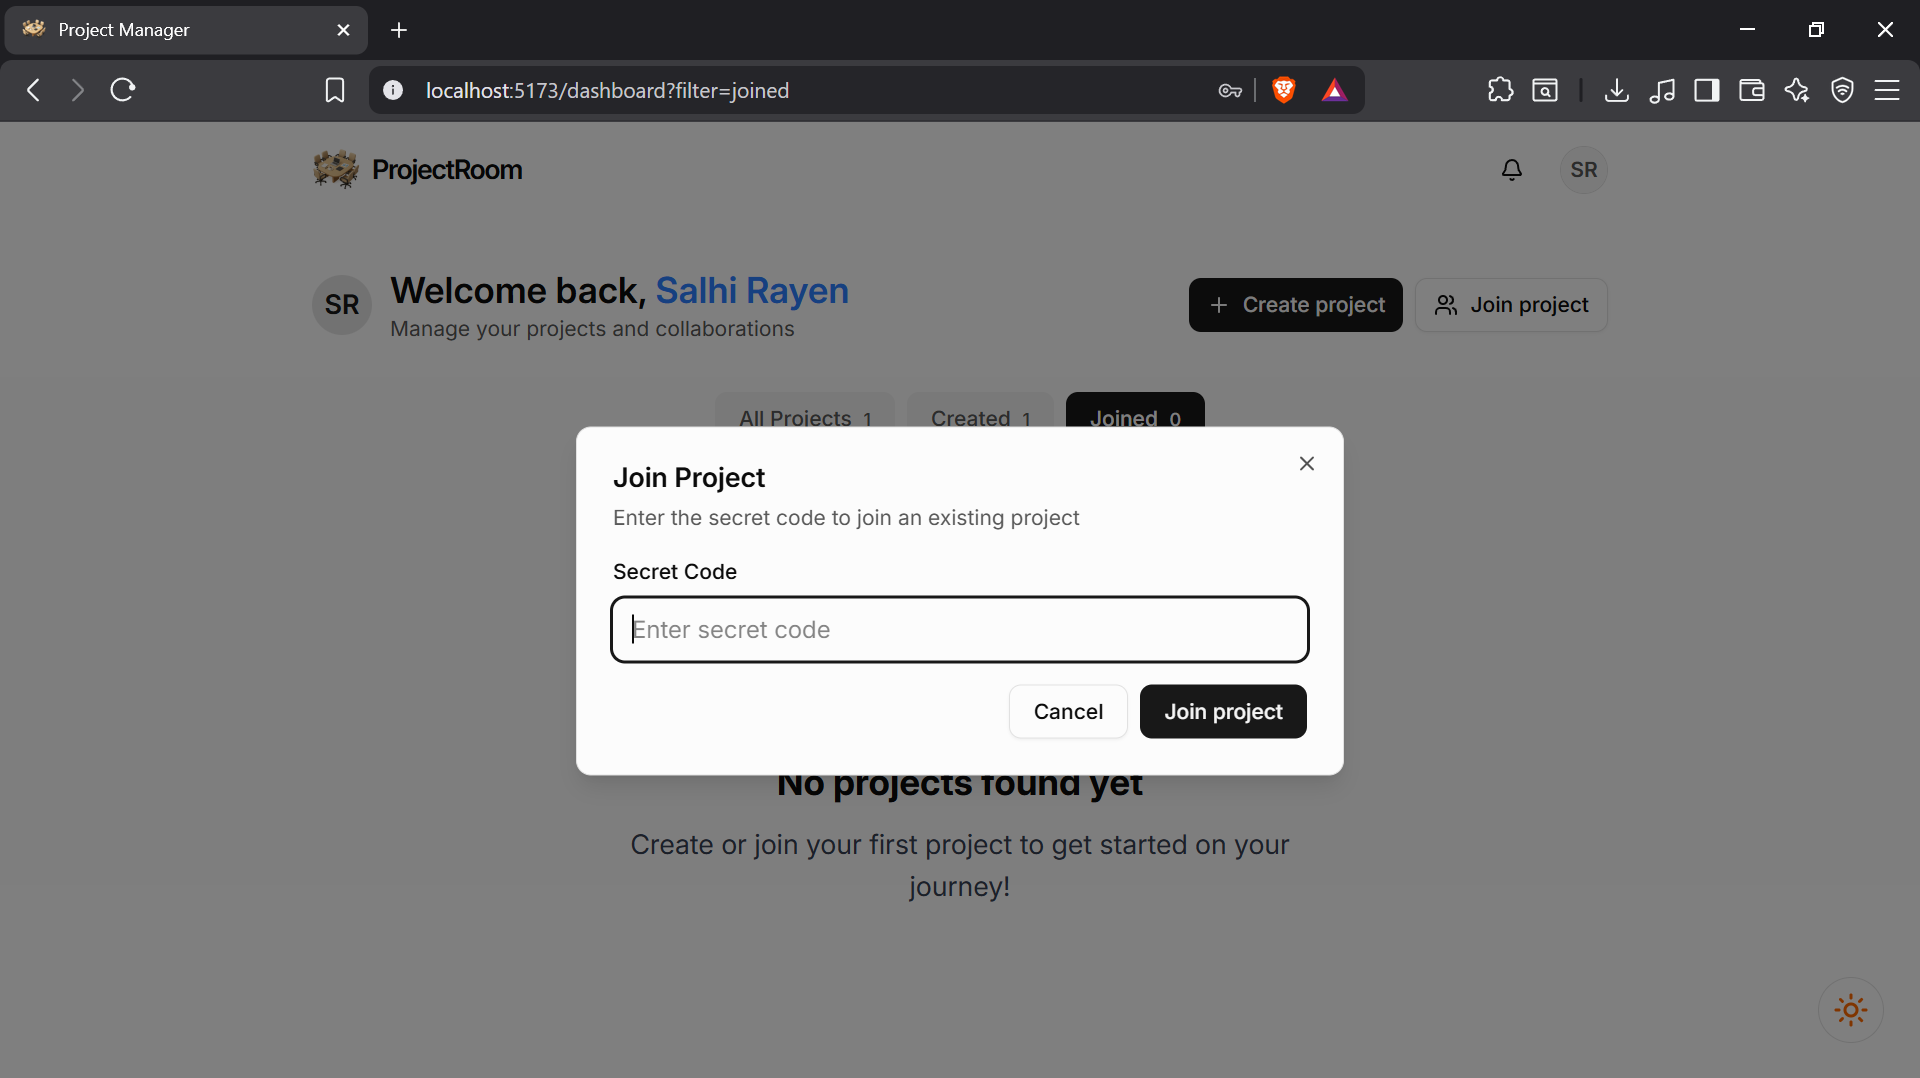 Project Manager
localhost:5173/dashboard?filter=joined
ProjectRoom
SR
SR
Welcome back, Salhi Rayen
Manage your projects and collaborations
Create project
Join project
All Projects 1
Created 1
Joined 0
Join Project
Enter the secret code to join an existing project
Secret Code
Enter secret code
Cancel
Join project
No projects found yet
Create or join your first project to get started on your
journey!